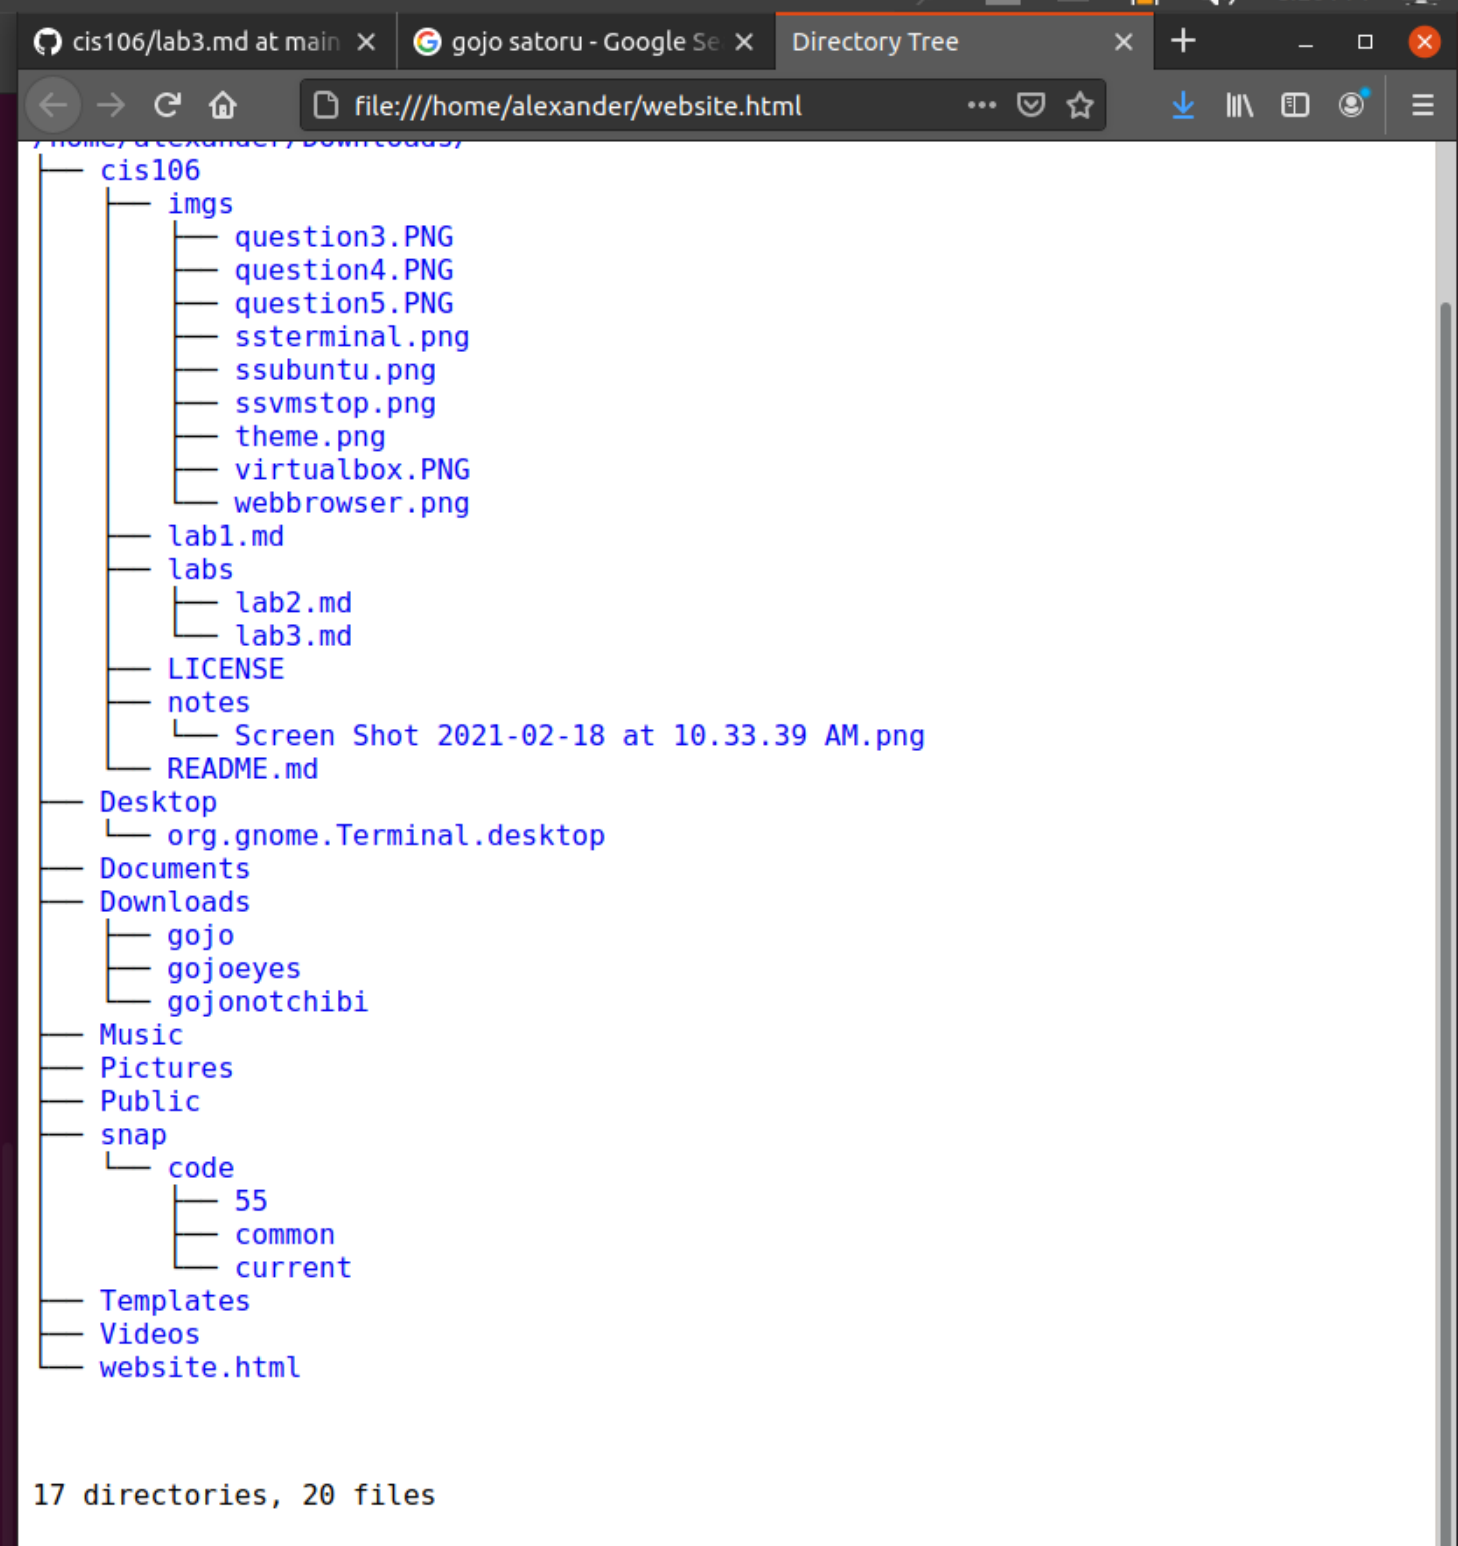 cis106/lab3.md at main
gojo satoru - Google Se
Directory Tree
file:///home/alexander/website.html
/home/alexander/Downloads/
├── cis106
│   ├── imgs
│   │   ├── question3.PNG
│   │   ├── question4.PNG
│   │   ├── question5.PNG
│   │   ├── ssterminal.png
│   │   ├── ssubuntu.png
│   │   ├── ssvmstop.png
│   │   ├── theme.png
│   │   ├── virtualbox.PNG
│   │   └── webbrowser.png
│   ├── lab1.md
│   ├── labs
│   │   ├── lab2.md
│   │   └── lab3.md
│   ├── LICENSE
│   ├── notes
│   │   └── Screen Shot 2021-02-18 at 10.33.39 AM.png
│   └── README.md
├── Desktop
│   └── org.gnome.Terminal.desktop
├── Documents
├── Downloads
│   ├── gojo
│   ├── gojoeyes
│   └── gojonotchibi
├── Music
├── Pictures
├── Public
├── snap
│   └── code
│       ├── 55
│       ├── common
│       └── current
├── Templates
├── Videos
└── website.html
17 directories, 20 files